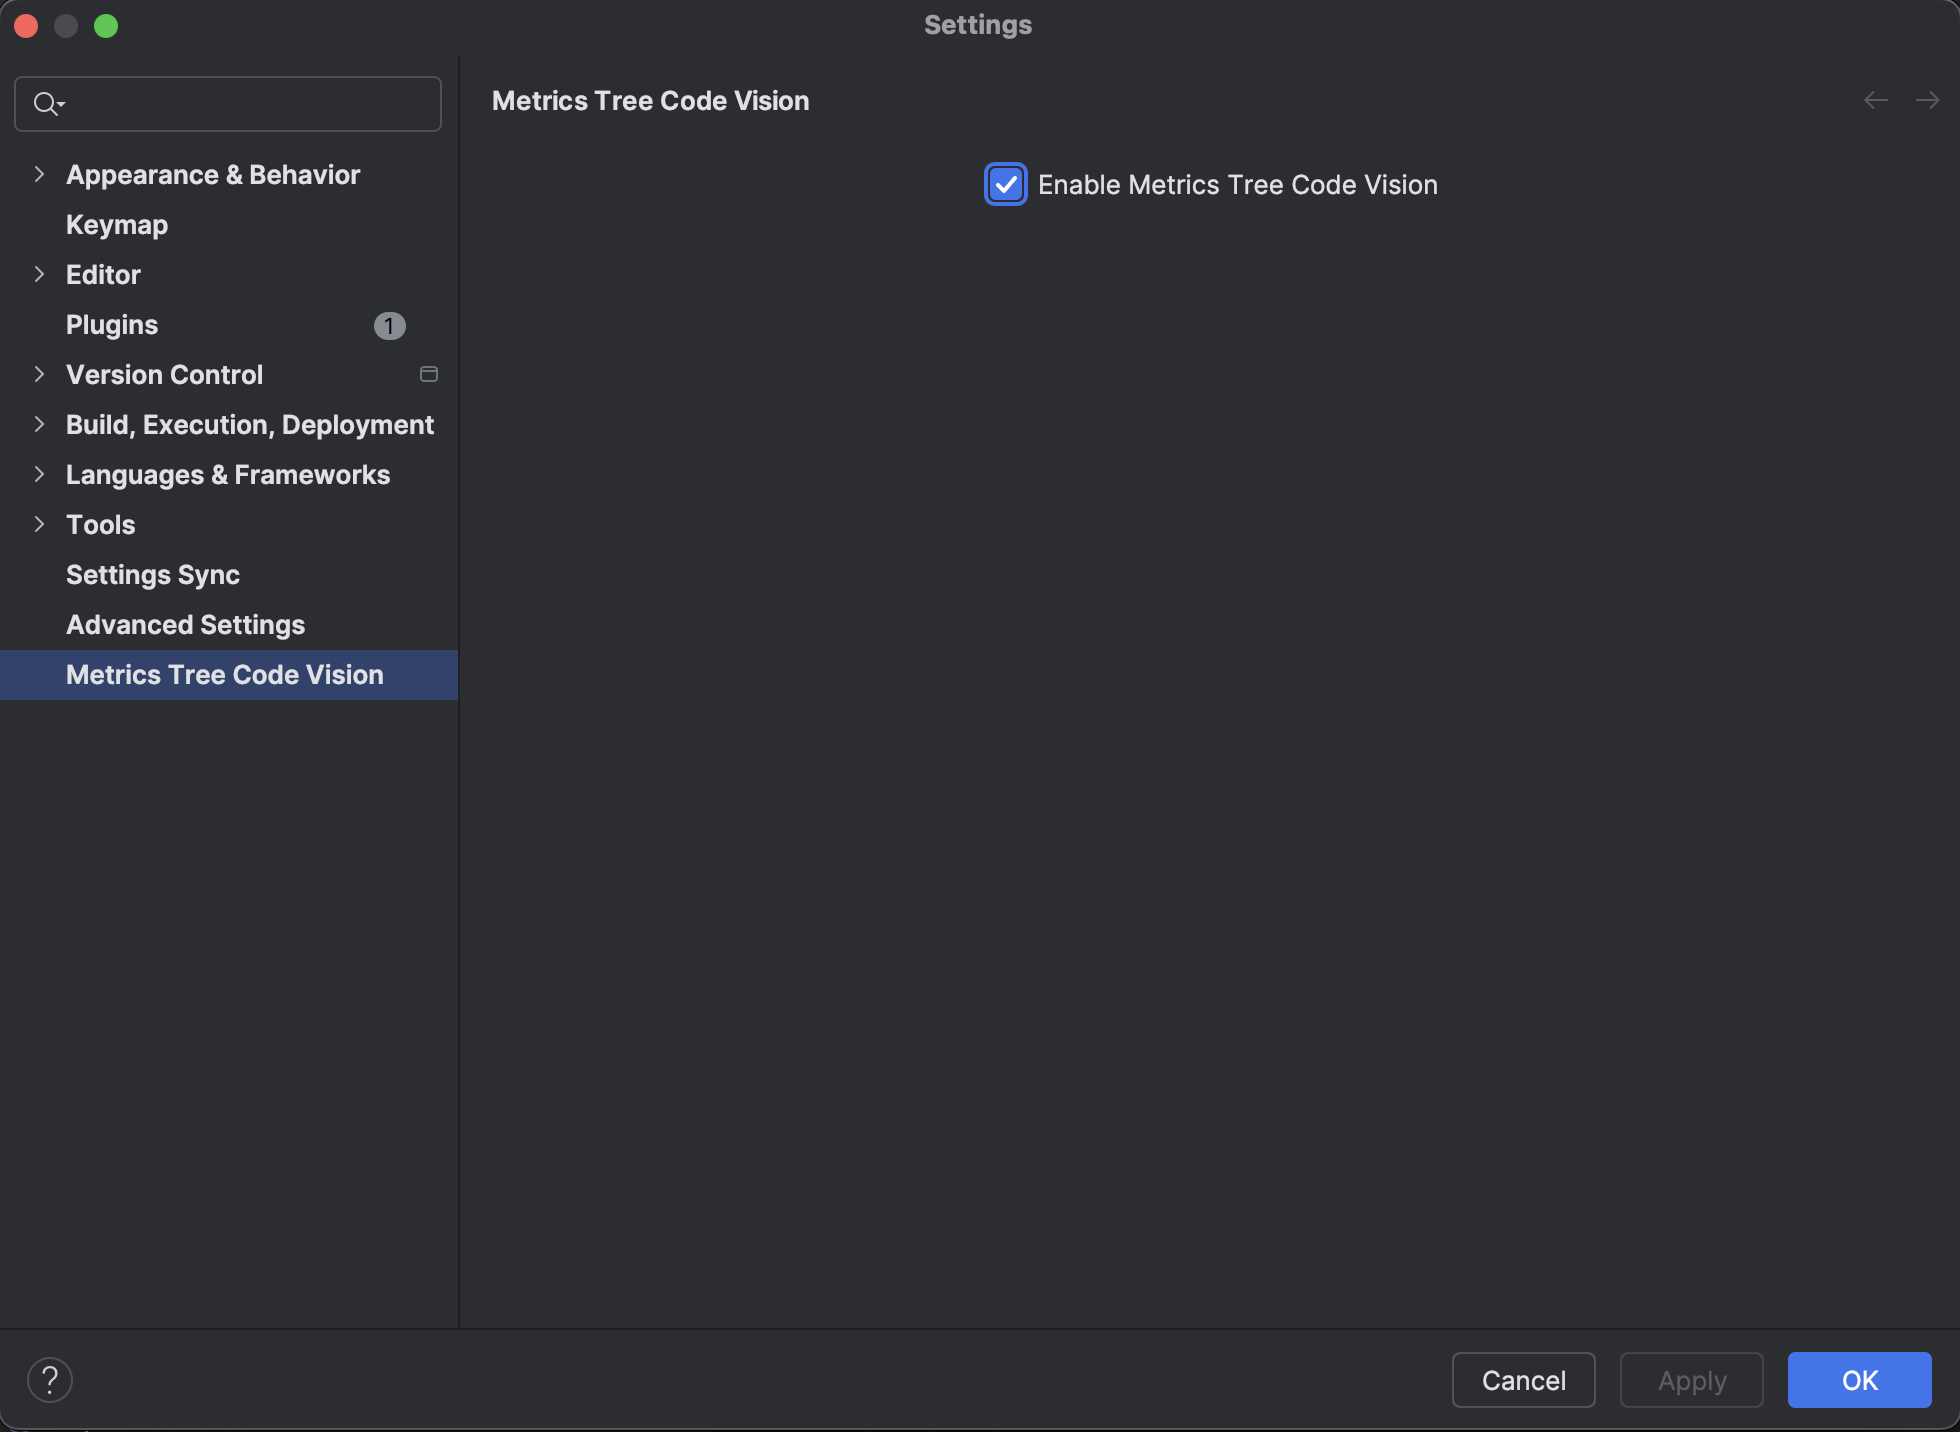 Settings
Metrics Tree Code Vision
Enable Metrics Tree Code Vision
Appearance & Behavior
Keymap
Editor
Plugins 1
Version Control
Build, Execution, Deployment
Languages & Frameworks
Tools
Settings Sync
Advanced Settings
Metrics Tree Code Vision
? Cancel Apply OK